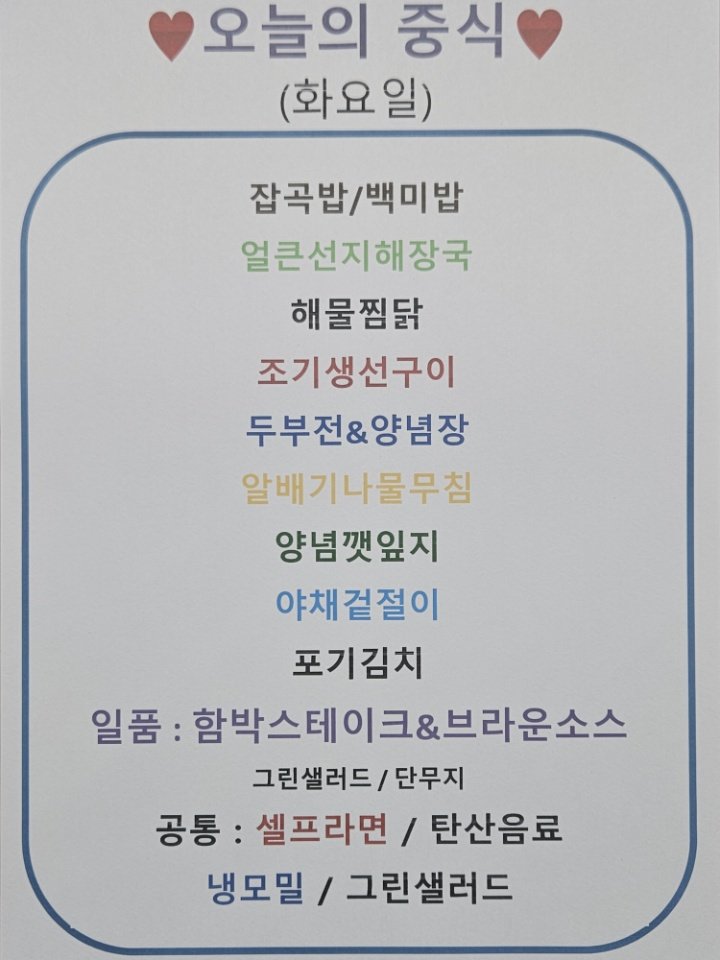 ♥오늘의 중식♥
(화요일)
잡곡밥/백미밥
얼큰선지해장국
해물찜닭
조기생선구이
두부전&양념장
알배기나물무침
양념깻잎지
야채겉절이
포기김치
일품 : 함박스테이크&브라운소스
그린샐러드 / 단무지
공통 : 셀프라면 / 탄산음료
냉모밀 / 그린샐러드